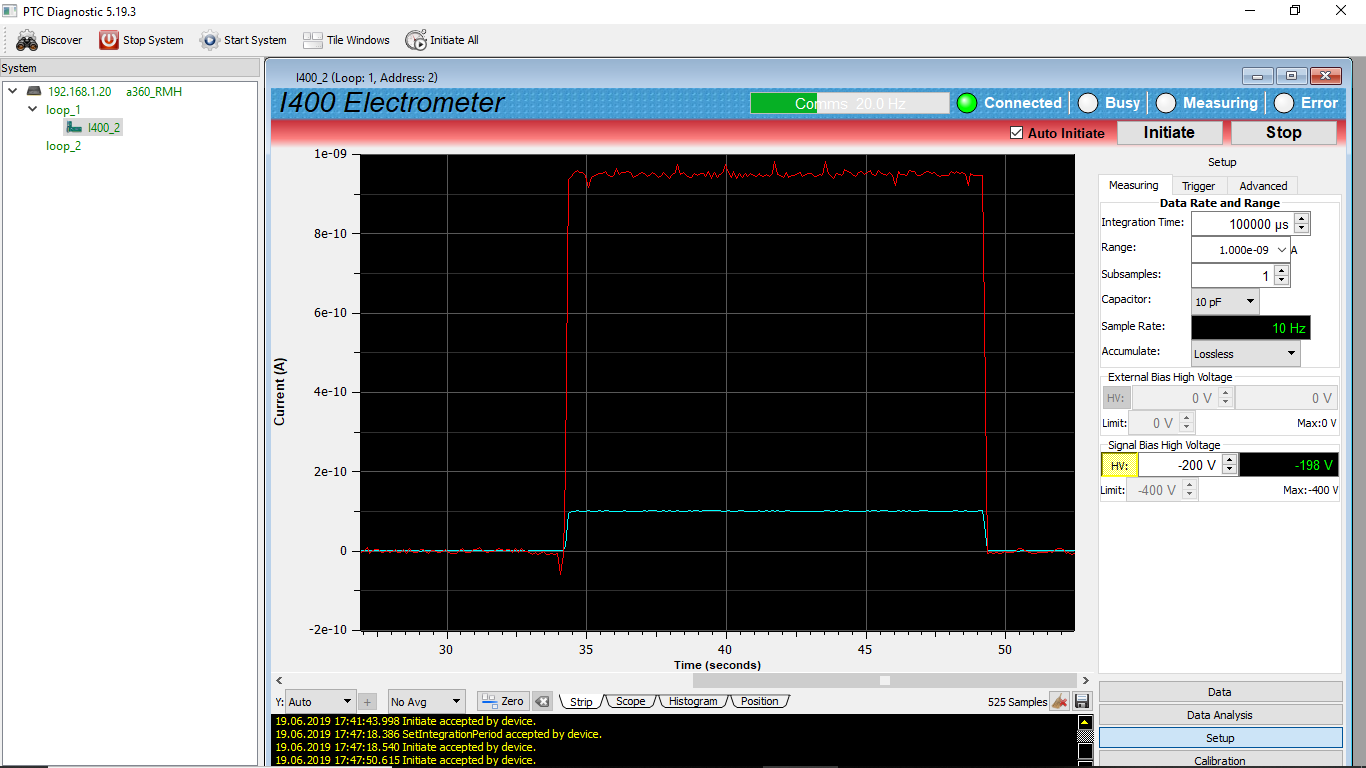 PTC Diagnostic 5.19.3
Discover Stop System Start System Tile Windows Initiate All
System
192.168.1.20 a360_RMH
loop_1
I400_2
loop_2
I400_2 (Loop: 1, Address: 2)
I400 Electrometer
Comms 20.0 Hz Connected Busy Measuring Error
Auto Initiate Initiate Stop
1e-09
8e-10
6e-10
4e-10
2e-10
0
-2e-10
Current (A)
30 35 40 45 50
Time (seconds)
Setup
Measuring Trigger Advanced
Data Rate and Range
Integration Time: 100000 µs
Range: 1.000e-09 A
Subsamples: 1
Capacitor: 10 pF
Sample Rate: 10 Hz
Accumulate: Lossless
External Bias High Voltage
HV: 0 V 0 V
Limit: 0 V Max:0 V
Signal Bias High Voltage
HV: -200 V -198 V
Limit: -400 V Max:-400 V
Y: Auto + No Avg Zero Strip Scope Histogram Position 525 Samples
19.06.2019 17:41:43.998 Initiate accepted by device.
19.06.2019 17:47:18.386 SetIntegrationPeriod accepted by device.
19.06.2019 17:47:18.540 Initiate accepted by device.
19.06.2019 17:47:50.615 Initiate accepted by device.
Data
Data Analysis
Setup
Calibration